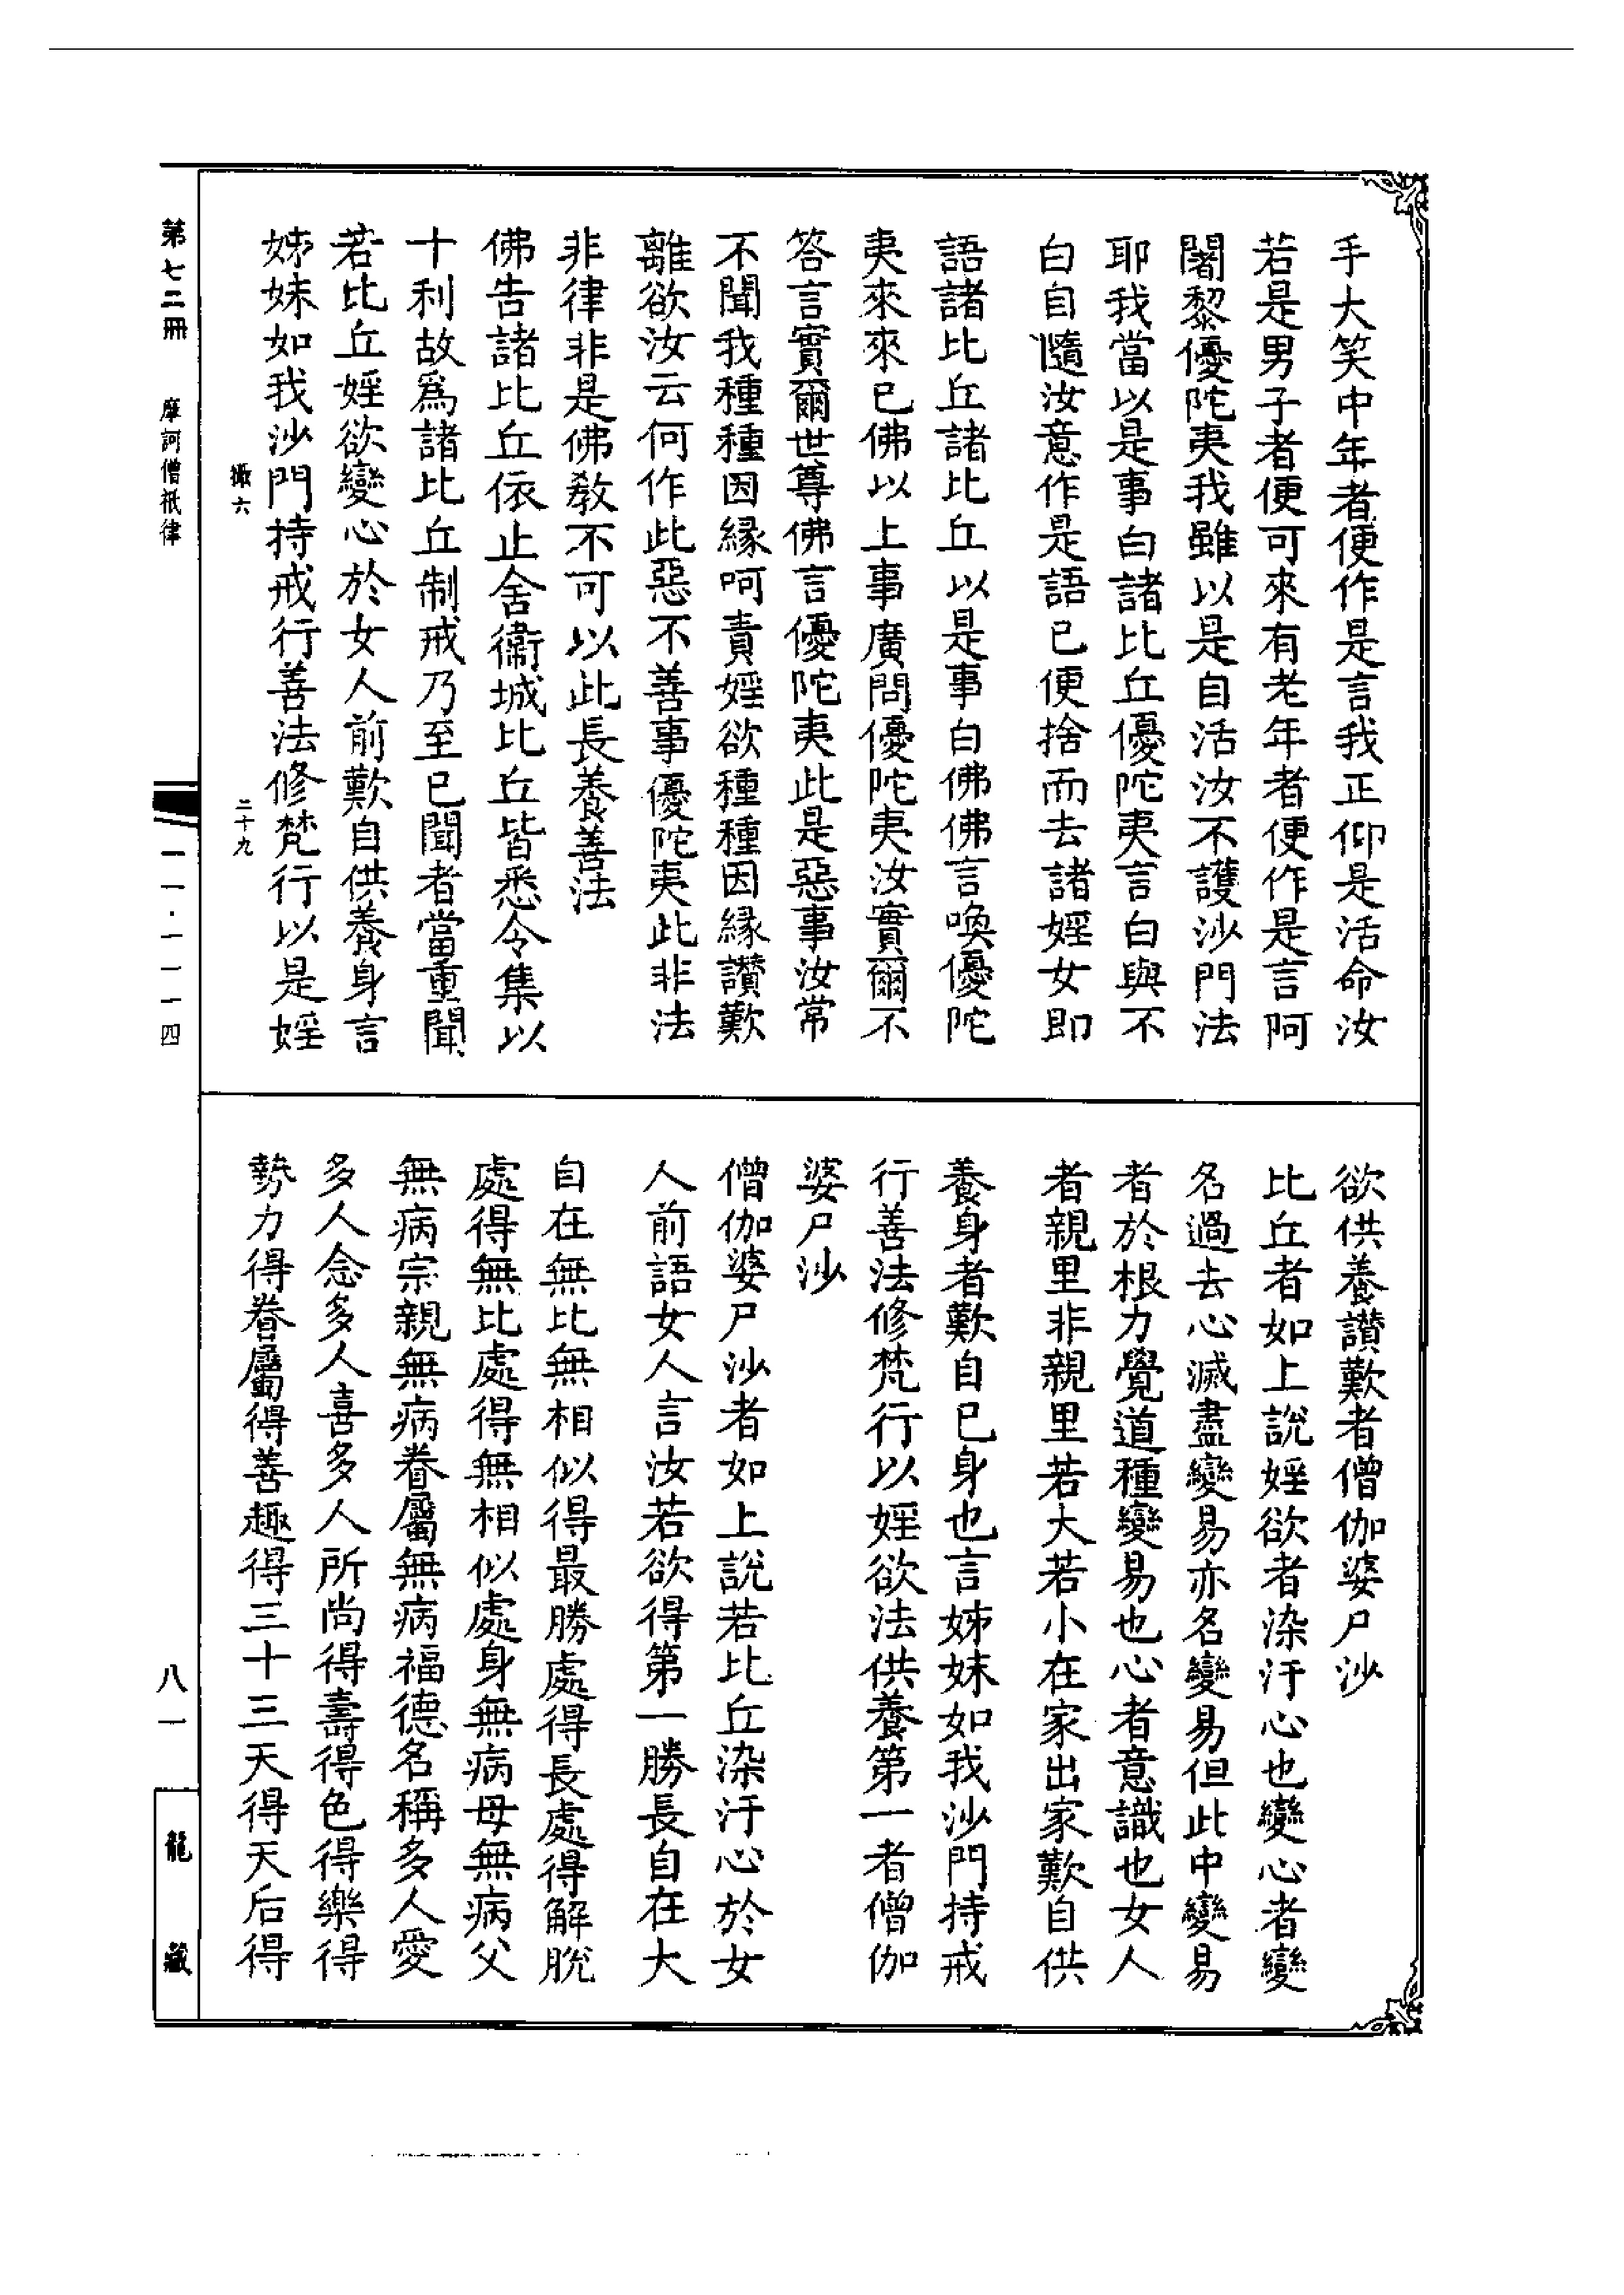 手大笑中年者便作是言我正仰是活命汝
若是男子者便可來有老年者便作是言阿
闍黎優陀夷我雖以是自活汝不護沙門法
耶我當以是事白諸比丘優陀夷言白與不
白自隨汝意作是語已便捨而去諸婬女即
語諸比丘諸比丘以是事白佛佛言喚優陀
夷來來已佛以上事廣問優陀夷汝實爾不
答言實爾世尊佛言優陀夷此是惡事汝常
不聞我種種因緣呵責婬欲種種因緣讚歎
離欲汝云何作此惡不善事優陀夷此非法
非律非是佛教不可以此長養善法
佛告諸比丘依止舍衞城比丘皆悉令集以
十利故爲諸比丘制戒乃至已聞者當重聞
若比丘婬欲變心於女人前歎自供養身言
姊妹如我沙門持戒行善法修梵行以是婬
欲供養讚歎者僧伽婆尸沙
比丘者如上說婬欲者染汙心也變心者變
名過去心滅盡變易亦名變易但此中變易
者於根力覺道種變易也心者意識也女人
者親里非親里若大若小在家出家歎自供
養身者歎自已身也言姊妹如我沙門持戒
行善法修梵行以婬欲法供養第一者僧伽
婆尸沙
僧伽婆尸沙者如上說若比丘染汙心於女
人前語女人言汝若欲得第一勝長自在大
自在無比無相似得最勝處得長處得解脫
處得無比處得無相似處身無病母無病父
無病宗親無病眷屬無病福德名稱多人愛
多人念多人喜多人所尚得壽得色得樂得
勢力得眷屬得善趣得三十三天得天后得
第七二冊 摩訶僧祇律
攝六
二十九
一一·一一一四
八一
龍藏